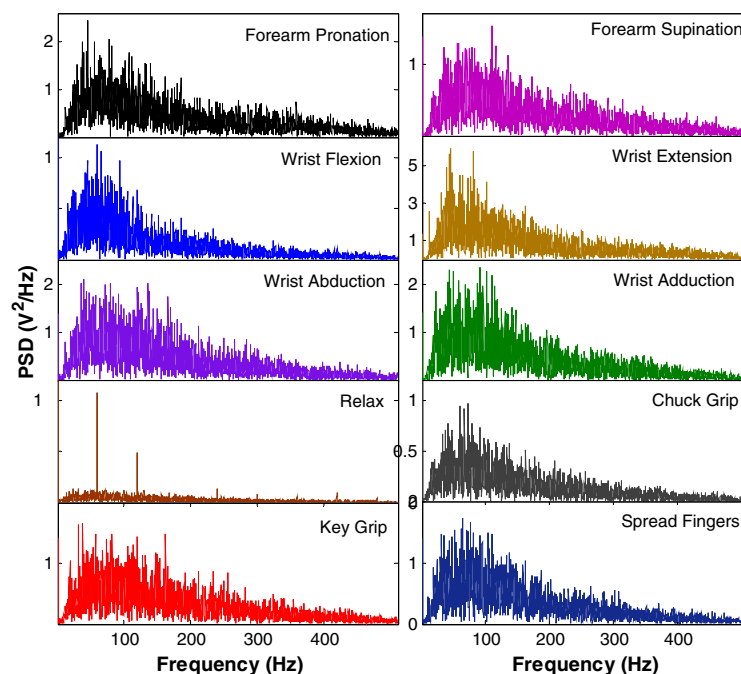 Forearm Pronation
2
1
Forearm Supination
1
Wrist Flexion
1
Wrist Extension
5
3
1
Wrist Abduction
2
1
Wrist Adduction
2
1
PSD (V²/Hz)
Relax
1
Chuck Grip
1
0.5
0
Key Grip
1
Spread Fingers
1
0
100 200 300 400
100 200 300 400
Frequency (Hz)
Frequency (Hz)